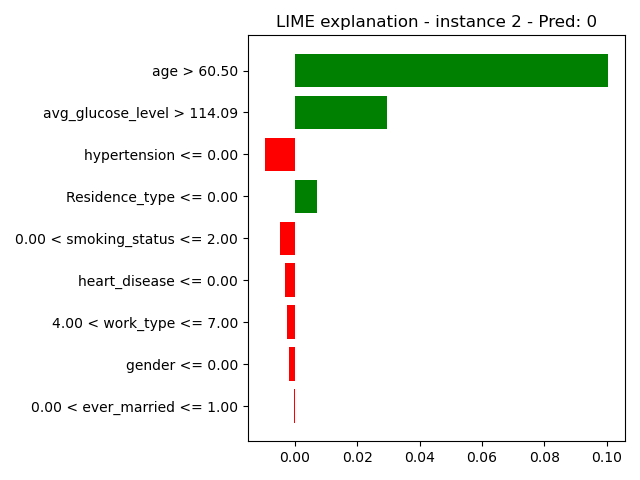 LIME explanation - instance 2 - Pred: 0
age > 60.50
avg_glucose_level > 114.09
hypertension <= 0.00
Residence_type <= 0.00
0.00 < smoking_status <= 2.00
heart_disease <= 0.00
4.00 < work_type <= 7.00
gender <= 0.00
0.00 < ever_married <= 1.00
0.00 0.02 0.04 0.06 0.08 0.10